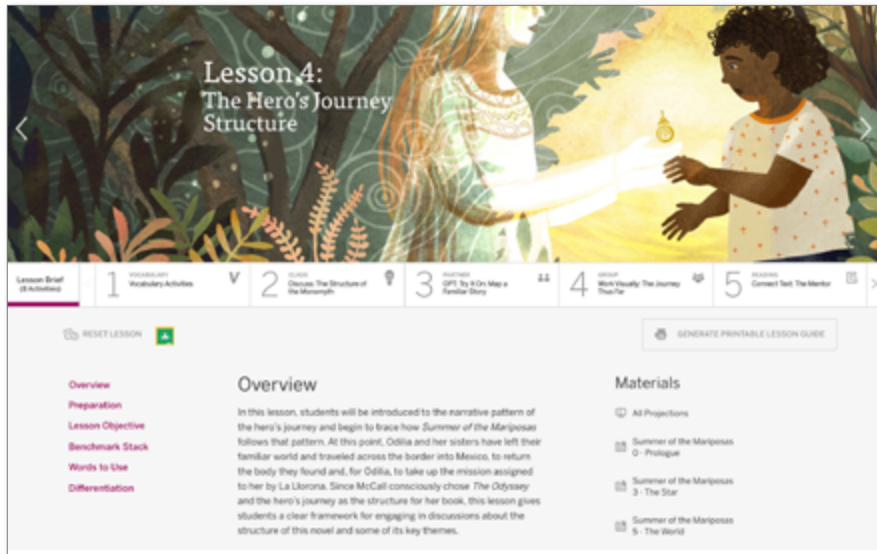 Lesson 4:
The Hero's Journey
Structure
Lesson Brief
(8 Activities)
1
VOCABULARY
Vocabulary Activities
2
CLASS
Discuss: The Structure of
the Monomyth
3
PARTNER
OPT: Try It On: Map a
Familiar Story
4
GROUP
Work Visually: The Journey
Thus Far
5
READING
Connect Text: The Mentor
RESET LESSON
GENERATE PRINTABLE LESSON GUIDE
Overview
Preparation
Lesson Objective
Benchmark Stack
Words to Use
Differentiation
Overview
In this lesson, students will be introduced to the narrative pattern of
the hero's journey and begin to trace how Summer of the Mariposas
follows that pattern. At this point, Odilia and her sisters have left their
familiar world and traveled across the border into Mexico, to return
the body they found and, for Odilia, to take up the mission assigned
to her by La Llorona. Since McCall consciously chose The Odyssey
and the hero's journey as the structure for her book, this lesson gives
students a clear framework for engaging in discussions about the
structure of this novel and some of its key themes.
Materials
All Projections
Summer of the Mariposas
0 - Prologue
Summer of the Mariposas
3 - The Star
Summer of the Mariposas
5 - The World